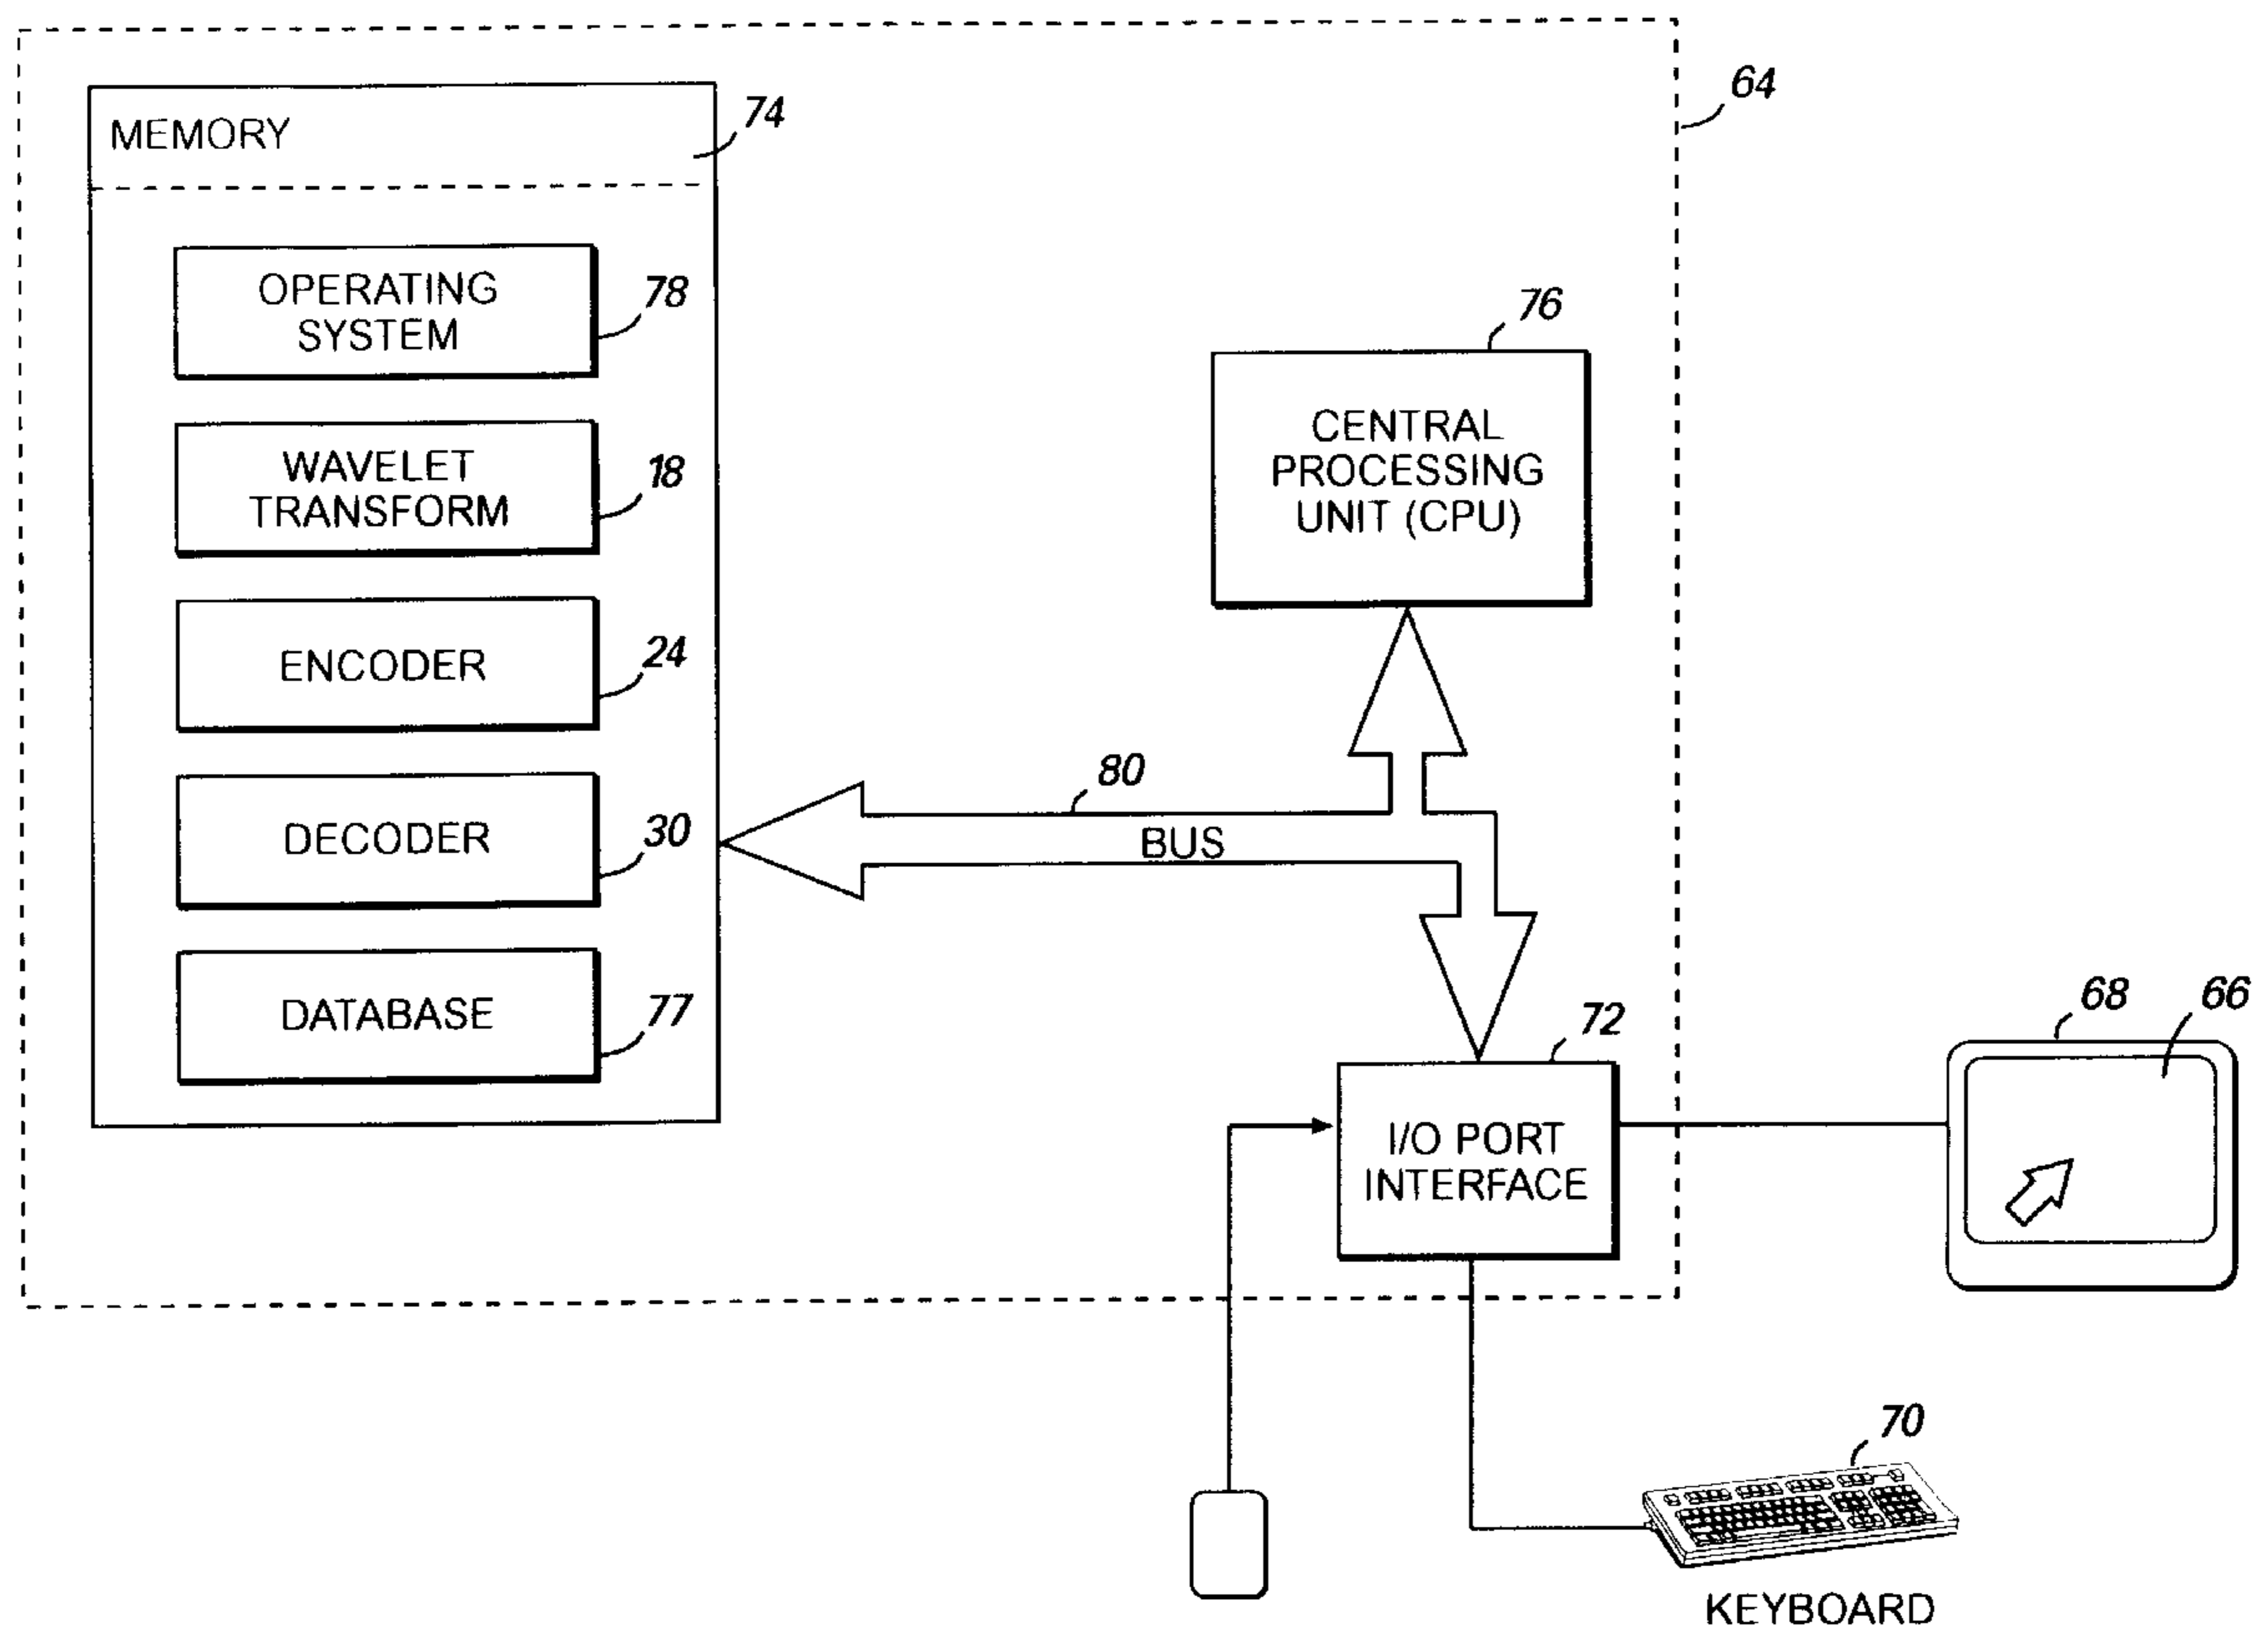 64
MEMORY
74
OPERATING
SYSTEM
78
WAVELET
TRANSFORM
18
ENCODER
24
DECODER
30
DATABASE
77
76
CENTRAL
PROCESSING
UNIT (CPU)
80
BUS
72
I/O PORT
INTERFACE
68
66
70
KEYBOARD